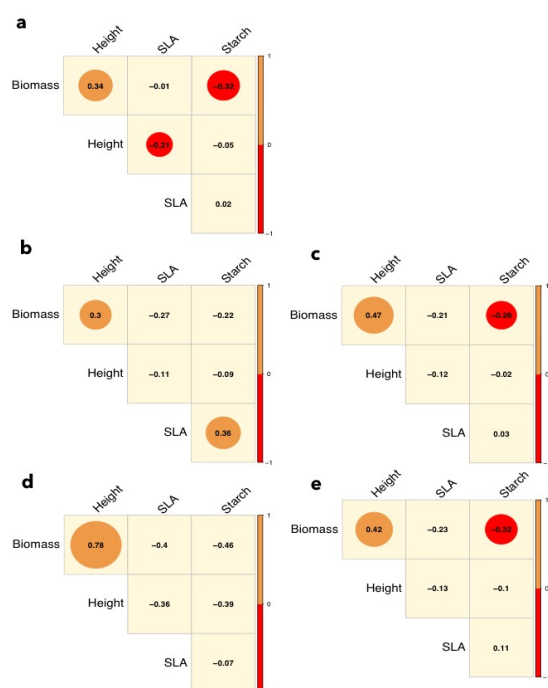 a
Height SLA Starch
1
Biomass 0.34 −0.01 −0.32
Height −0.21 −0.05
0
SLA 0.02
−1
b
Height SLA Starch
1
Biomass 0.3 −0.27 −0.22
Height −0.11 −0.09
0
SLA 0.36
−1
c
Height SLA Starch
1
Biomass 0.47 −0.21 −0.28
Height −0.12 −0.02
0
SLA 0.03
d
Height SLA Starch
1
Biomass 0.78 −0.4 −0.46
Height −0.36 −0.39
0
SLA −0.07
e
Height SLA Starch
1
Biomass 0.42 −0.23 −0.32
Height −0.13 −0.1
0
SLA 0.11